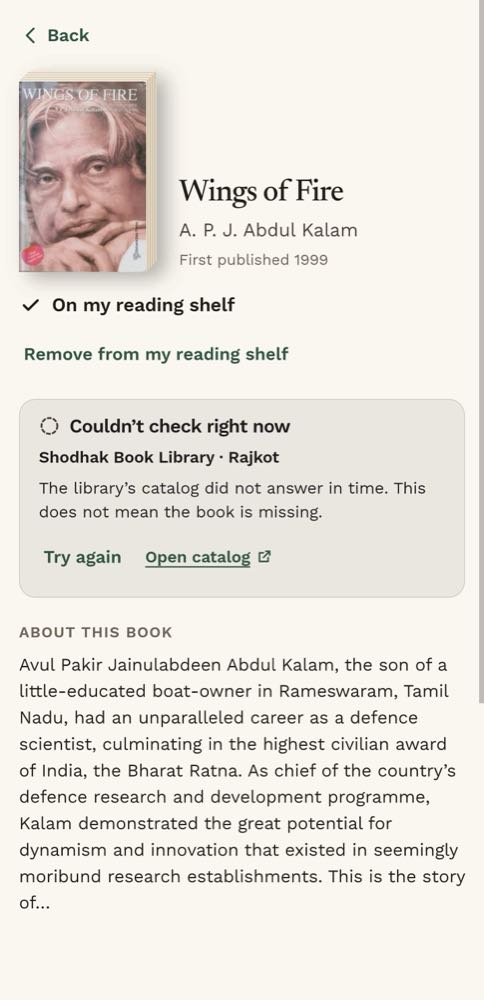 Back
WINGS OF FIRE
Wings of Fire
A. P. J. Abdul Kalam
First published 1999
On my reading shelf
Remove from my reading shelf
Couldn’t check right now
Shodhak Book Library · Rajkot
The library’s catalog did not answer in time. This
does not mean the book is missing.
Try again
Open catalog
ABOUT THIS BOOK
Avul Pakir Jainulabdeen Abdul Kalam, the son of a
little-educated boat-owner in Rameswaram, Tamil
Nadu, had an unparalleled career as a defence
scientist, culminating in the highest civilian award
of India, the Bharat Ratna. As chief of the country’s
defence research and development programme,
Kalam demonstrated the great potential for
dynamism and innovation that existed in seemingly
moribund research establishments. This is the story
of...